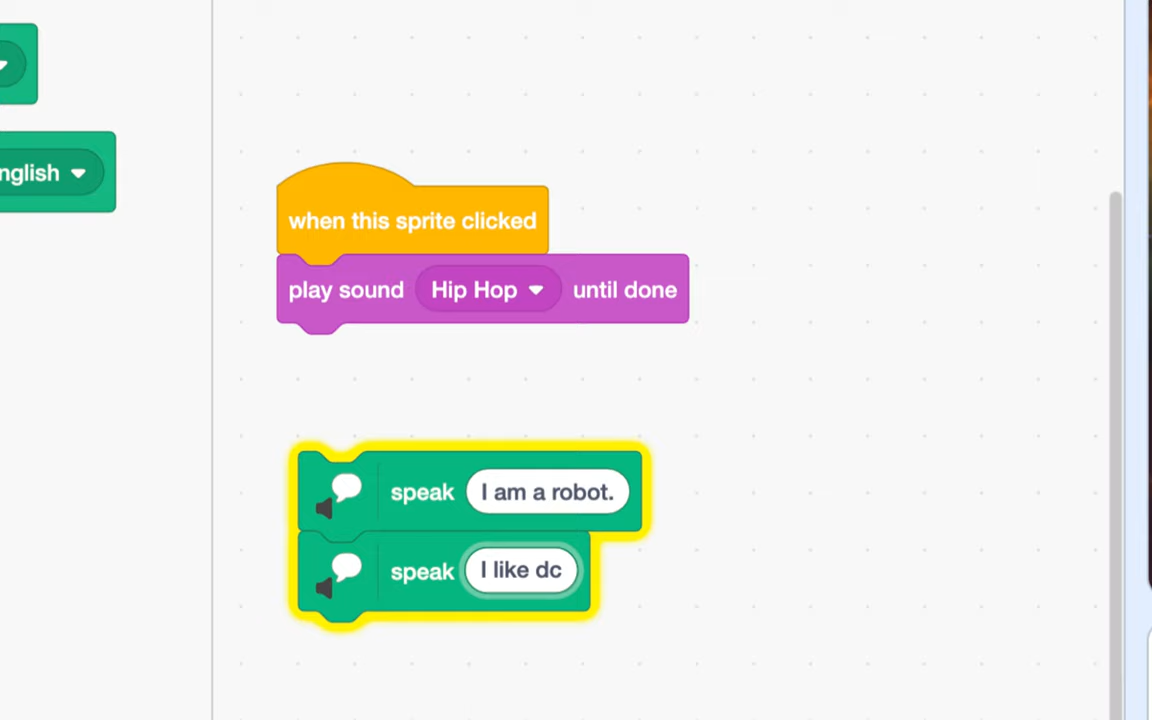 nglish
when this sprite clicked
play sound Hip Hop until done
speak I am a robot.
speak I like dc